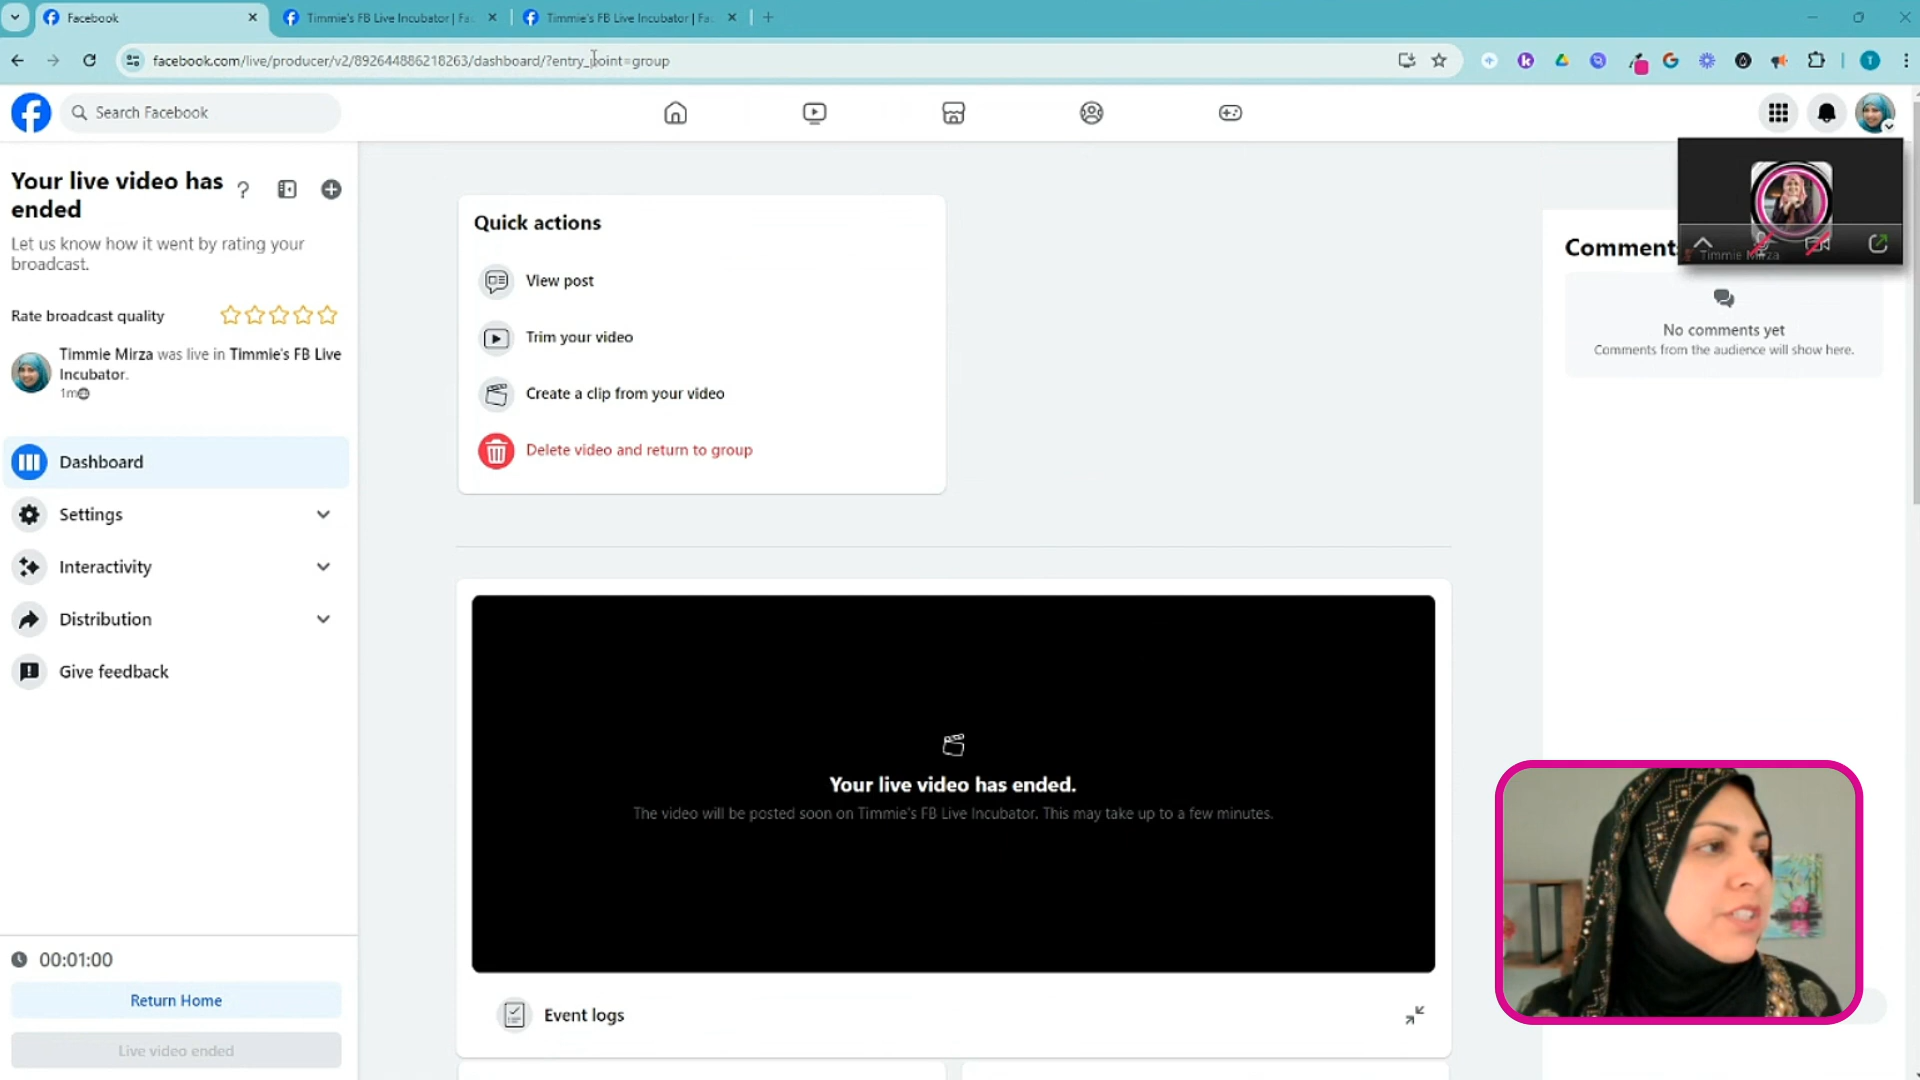 Facebook
Timmie's FB Live Incubator | Fa
Timmie's FB Live Incubator | Fa
facebook.com/live/producer/v2/892644886218263/dashboard/?entry_point=group
Search Facebook
Your live video has
ended
Let us know how it went by rating your
broadcast.
Rate broadcast quality
Timmie Mirza was live in Timmie's FB Live
Incubator.
1m
Dashboard
Settings
Interactivity
Distribution
Give feedback
00:01:00
Return Home
Live video ended
Quick actions
View post
Trim your video
Create a clip from your video
Delete video and return to group
Your live video has ended.
The video will be posted soon on Timmie's FB Live Incubator. This may take up to a few minutes.
Event logs
Comments
Timmie Mirza
No comments yet
Comments from the audience will show here.